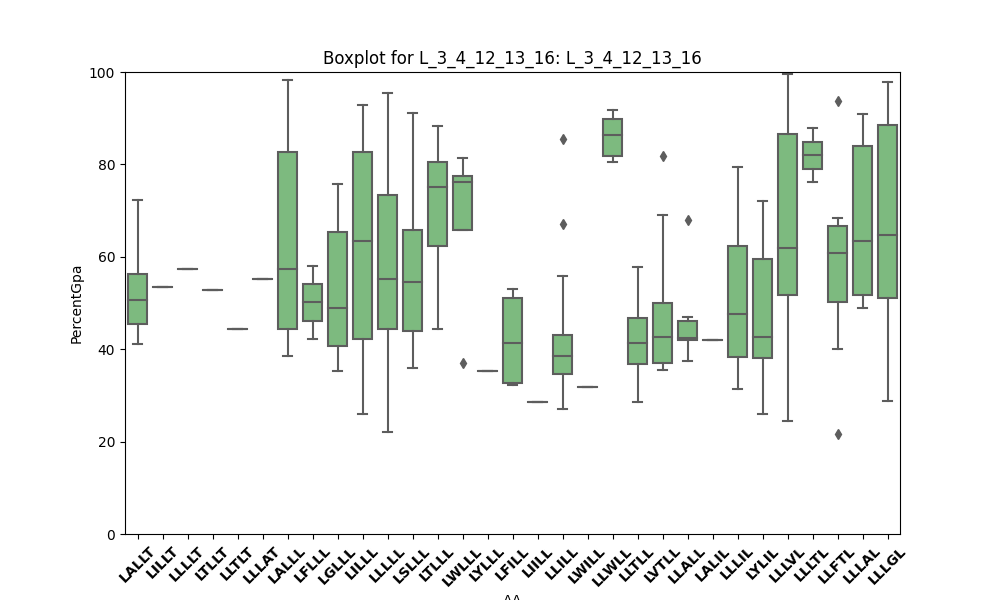 Boxplot for L_3_4_12_13_16: L_3_4_12_13_16
100
80
60
40
20
0
PercentGpa
LALLT LILLT LLLLT LTLLT LLTLT LLLAT LALLL LFLLL LGLLL LILLL LLLLL LSLLL LTLLL LWLLL LYLLL LFILL LIILL LLILL LWILL LLWLL LLTLL LVTLL LLALL LALIL LLLIL LYLIL LLLVL LLLTL LLFTL LLLAL LLLGL